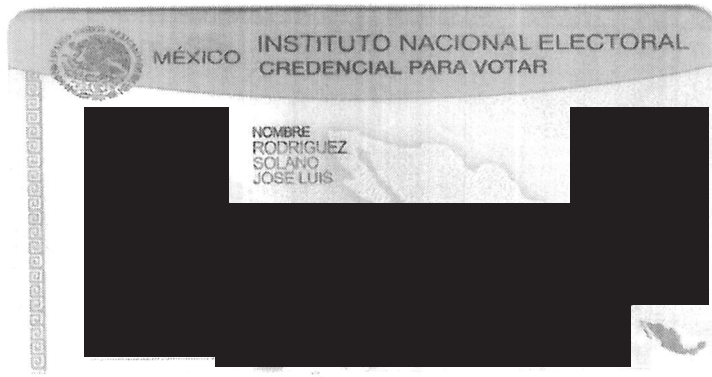 MÉXICO
INSTITUTO NACIONAL ELECTORAL
CREDENCIAL PARA VOTAR
NOMBRE
RODRIGUEZ
SOLANO
JOSE LUIS